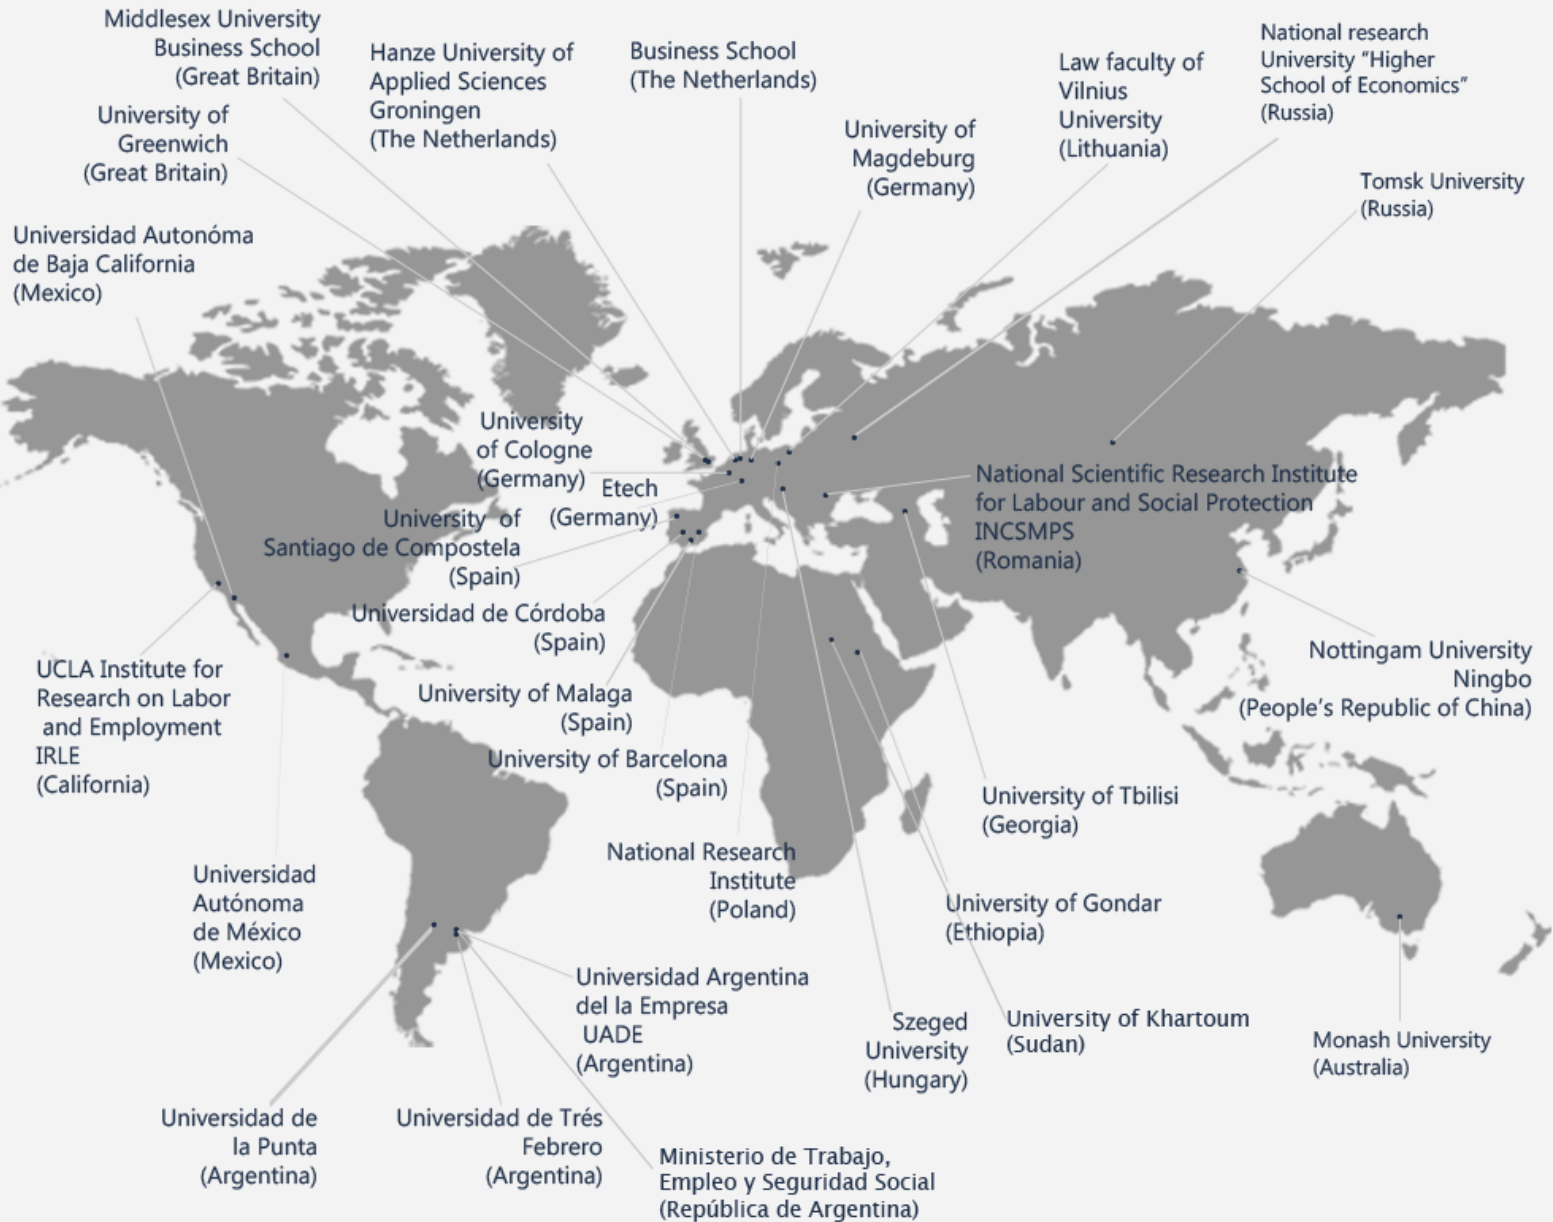 Middlesex University
Business School
(Great Britain)
Hanze University of
Applied Sciences
Groningen
(The Netherlands)
Business School
(The Netherlands)
Law faculty of
Vilnius
University
(Lithuania)
National research
University "Higher
School of Economics"
(Russia)
University of
Greenwich
(Great Britain)
University of
Magdeburg
(Germany)
Tomsk University
(Russia)
Universidad Autonóma
de Baja California
(Mexico)
University
of Cologne
(Germany)
Etech
(Germany)
National Scientific Research Institute
for Labour and Social Protection
INCSMPS
(Romania)
University of
Santiago de Compostela
(Spain)
Universidad de Córdoba
(Spain)
UCLA Institute for
Research on Labor
and Employment
IRLE
(California)
University of Malaga
(Spain)
Nottingam University
Ningbo
(People's Republic of China)
University of Barcelona
(Spain)
University of Tbilisi
(Georgia)
National Research
Institute
(Poland)
Universidad
Autónoma
de México
(Mexico)
University of Gondar
(Ethiopia)
Universidad Argentina
del la Empresa
UADE
(Argentina)
Szeged
University
(Hungary)
University of Khartoum
(Sudan)
Monash University
(Australia)
Universidad de
la Punta
(Argentina)
Universidad de Trés
Febrero
(Argentina)
Ministerio de Trabajo,
Empleo y Seguridad Social
(República de Argentina)